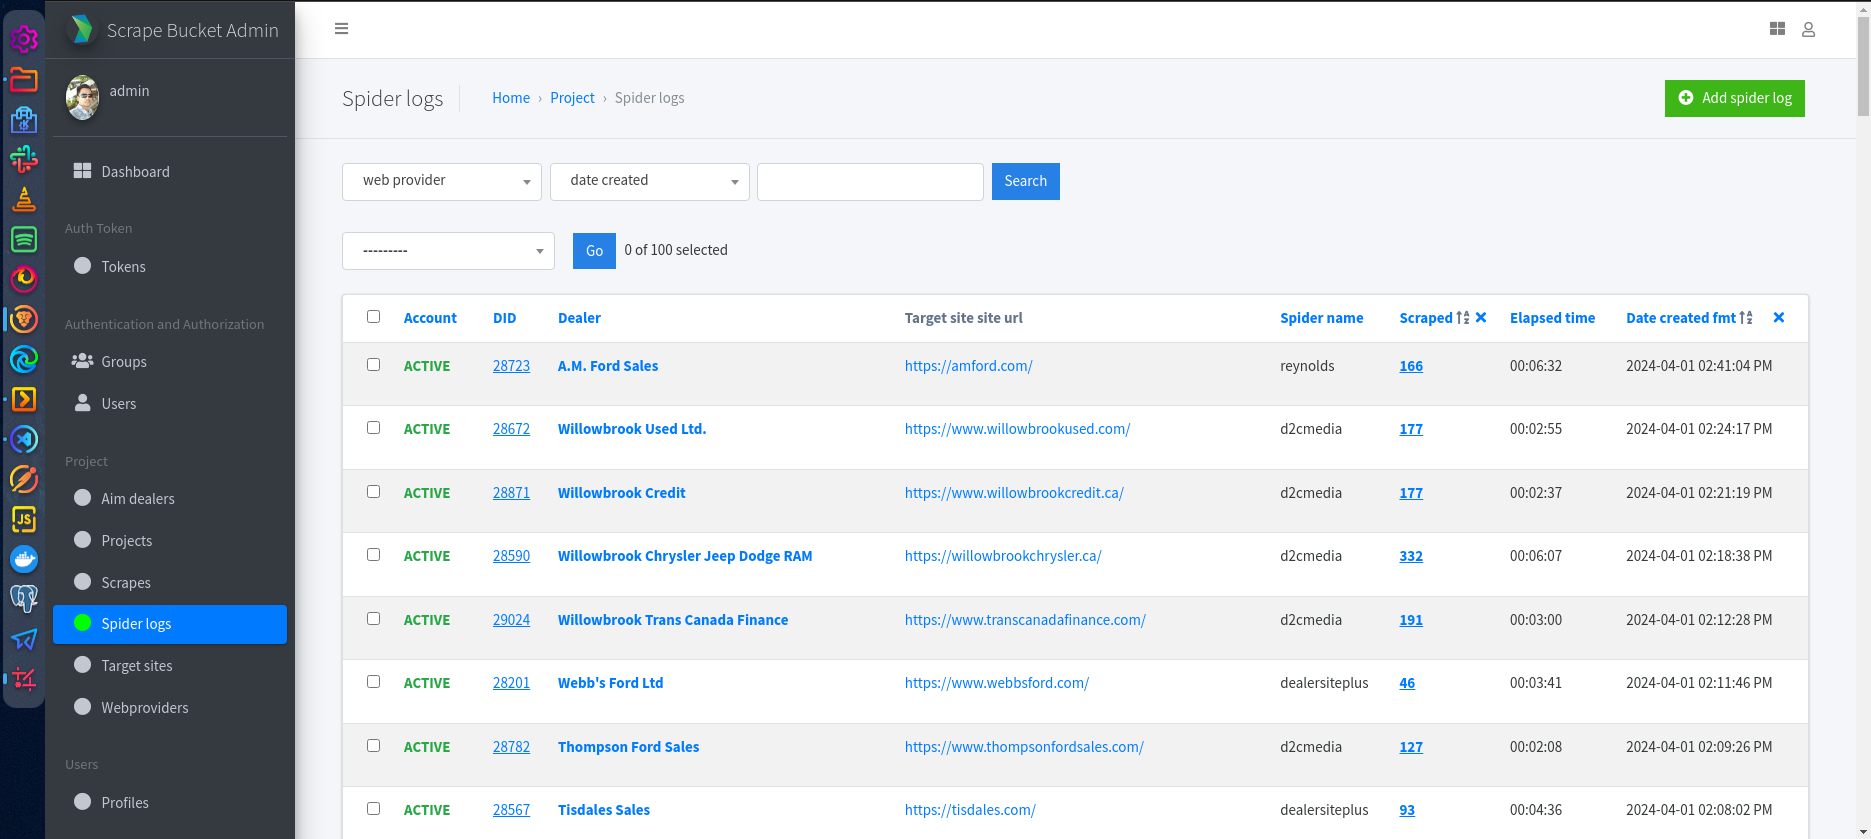 Scrape Bucket Admin
admin
Dashboard
Auth Token
Tokens
Authentication and Authorization
Groups
Users
Project
Aim dealers
Projects
Scrapes
Spider logs
Target sites
Webproviders
Users
Profiles
JS
Spider logs
Home › Project › Spider logs
Add spider log
web provider date created Search
--------- Go 0 of 100 selected
Account DID Dealer Target site site url Spider name Scraped Elapsed time Date created fmt
ACTIVE 28723 A.M. Ford Sales https://amford.com/ reynolds 166 00:06:32 2024-04-01 02:41:04 PM
ACTIVE 28672 Willowbrook Used Ltd. https://www.willowbrookused.com/ d2cmedia 177 00:02:55 2024-04-01 02:24:17 PM
ACTIVE 28871 Willowbrook Credit https://www.willowbrookcredit.ca/ d2cmedia 177 00:02:37 2024-04-01 02:21:19 PM
ACTIVE 28590 Willowbrook Chrysler Jeep Dodge RAM https://willowbrookchrysler.ca/ d2cmedia 332 00:06:07 2024-04-01 02:18:38 PM
ACTIVE 29024 Willowbrook Trans Canada Finance https://www.transcanadafinance.com/ d2cmedia 191 00:03:00 2024-04-01 02:12:28 PM
ACTIVE 28201 Webb's Ford Ltd https://www.webbsford.com/ dealersiteplus 46 00:03:41 2024-04-01 02:11:46 PM
ACTIVE 28782 Thompson Ford Sales https://www.thompsonfordsales.com/ d2cmedia 127 00:02:08 2024-04-01 02:09:26 PM
ACTIVE 28567 Tisdales Sales https://tisdales.com/ dealersiteplus 93 00:04:36 2024-04-01 02:08:02 PM